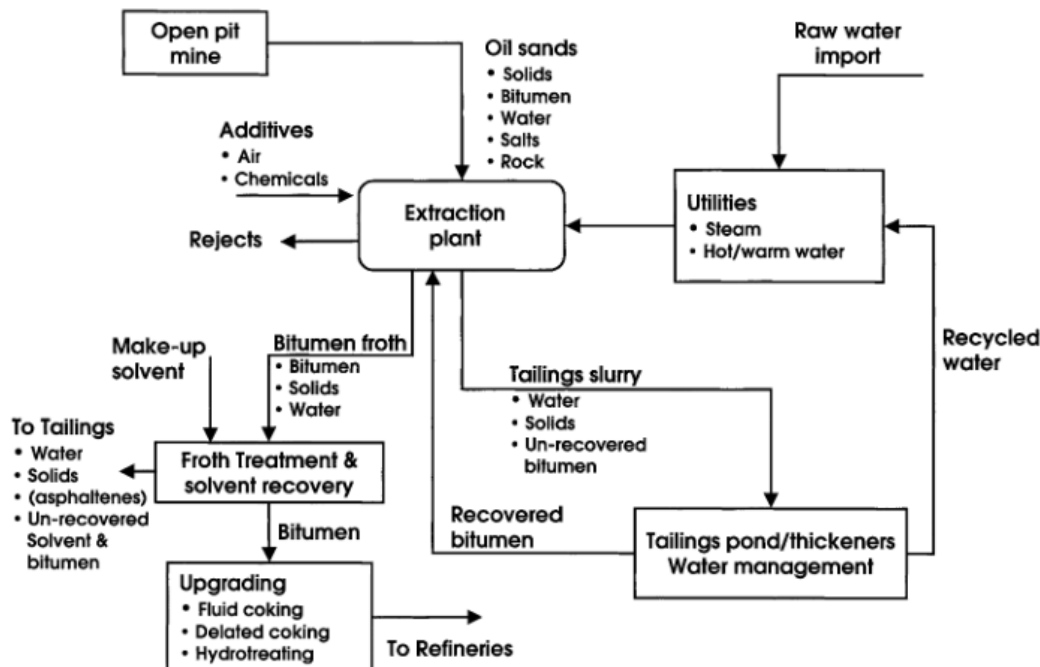 Open pit
mine
Oil sands
• Solids
• Bitumen
• Water
• Salts
• Rock
Raw water
import
Additives
• Air
• Chemicals
Extraction
plant
Rejects
Utilities
• Steam
• Hot/warm water
Recycled
water
Make-up
solvent
Bitumen froth
• Bitumen
• Solids
• Water
Tailings slurry
• Water
• Solids
• Un-recovered
bitumen
To Tailings
• Water
• Solids
• (asphaltenes)
• Un-recovered
Solvent &
bitumen
Froth Treatment &
solvent recovery
Bitumen
Recovered
bitumen
Tailings pond/thickeners
Water management
Upgrading
• Fluid coking
• Delated coking
• Hydrotreating
To Refineries